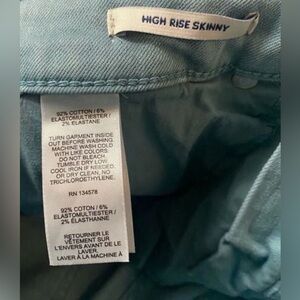 HIGH RISE SKINNY
92% COTTON / 6%
ELASTOMULTIESTER /
2% ELASTANE
TURN GARMENT INSIDE
OUT BEFORE WASHING.
MACHINE WASH COLD
WITH LIKE COLORS.
DO NOT BLEACH.
TUMBLE DRY LOW.
COOL IRON IF NEEDED.
OR DRY CLEAN, NO
TRICHLOROETHYLENE.
RN 134578
92% COTON / 6%
ELASTOMULTIESTER /
2% ÉLASTHANNE
RETOURNER LE
VÊTEMENT SUR
L'ENVERS AVANT DE LE
LAVER.
LAVER À LA MACHINE À